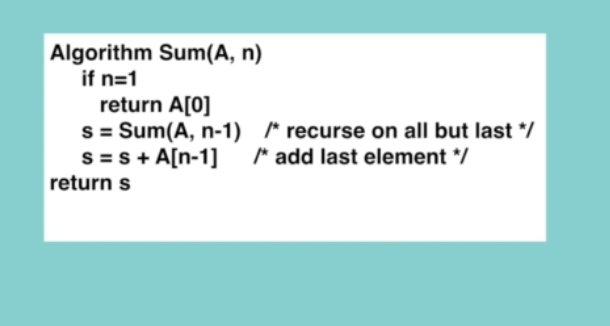 Algorithm Sum(A, n)
if n=1
return A[0]
s = Sum(A, n-1) /* recurse on all but last */
s = s + A[n-1] /* add last element */
return s